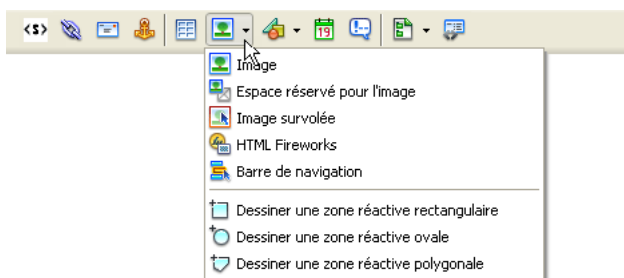 <s>
19
Image
Espace réservé pour l'image
Image survolée
HTML Fireworks
Barre de navigation
Dessiner une zone réactive rectangulaire
Dessiner une zone réactive ovale
Dessiner une zone réactive polygonale